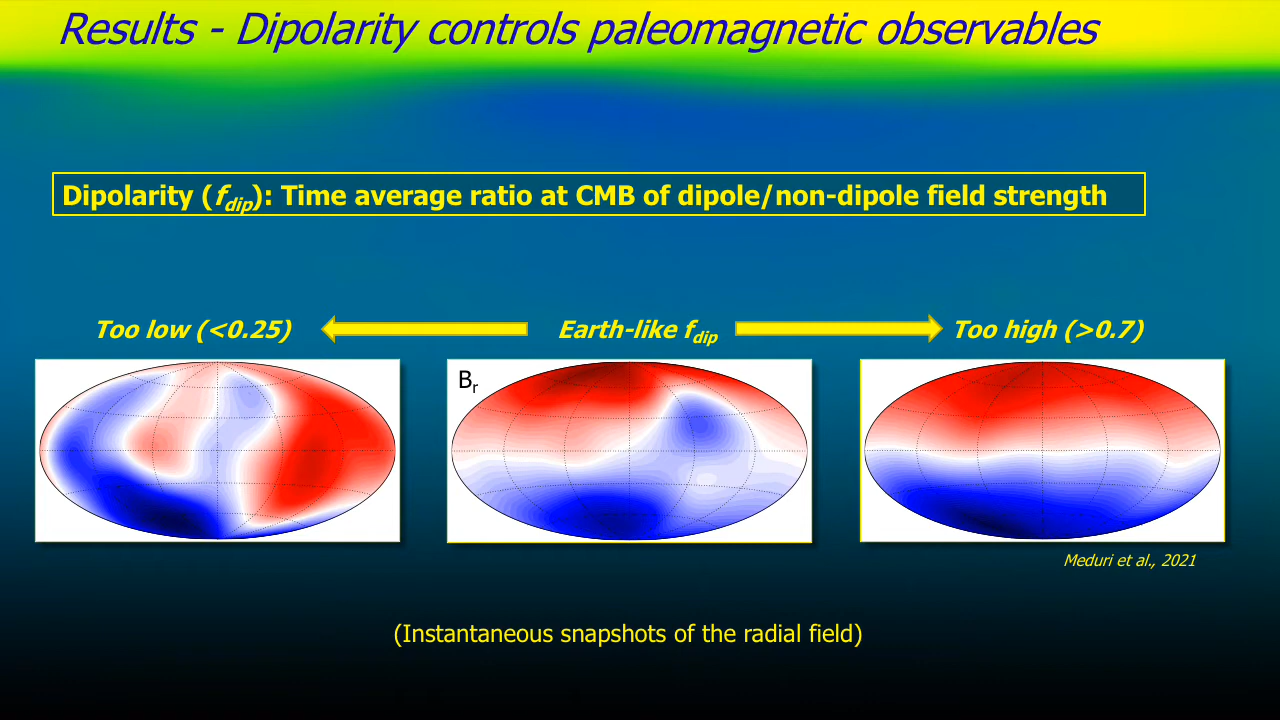 Results - Dipolarity controls paleomagnetic observables
Dipolarity (fdip): Time average ratio at CMB of dipole/non-dipole field strength
Too low (<0.25)
Earth-like fdip
Too high (>0.7)
Br
Meduri et al., 2021
(Instantaneous snapshots of the radial field)